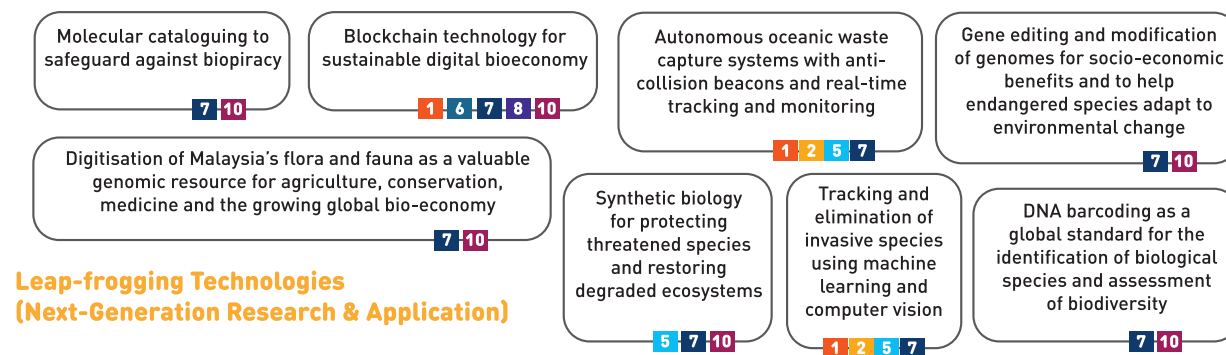 Molecular cataloguing to
safeguard against biopiracy
7 10
Blockchain technology for
sustainable digital bioeconomy
1 6 7 8 10
Autonomous oceanic waste
capture systems with anti-
collision beacons and real-time
tracking and monitoring
1 2 5 7
Gene editing and modification
of genomes for socio-economic
benefits and to help
endangered species adapt to
environmental change
7 10
Digitisation of Malaysia's flora and fauna as a valuable
genomic resource for agriculture, conservation,
medicine and the growing global bio-economy
7 10
Synthetic biology
for protecting
threatened species
and restoring
degraded ecosystems
5 7 10
Tracking and
elimination of
invasive species
using machine
learning and
computer vision
1 2 5 7
DNA barcoding as a
global standard for the
identification of biological
species and assessment
of biodiversity
7 10
Leap-frogging Technologies
(Next-Generation Research & Application)